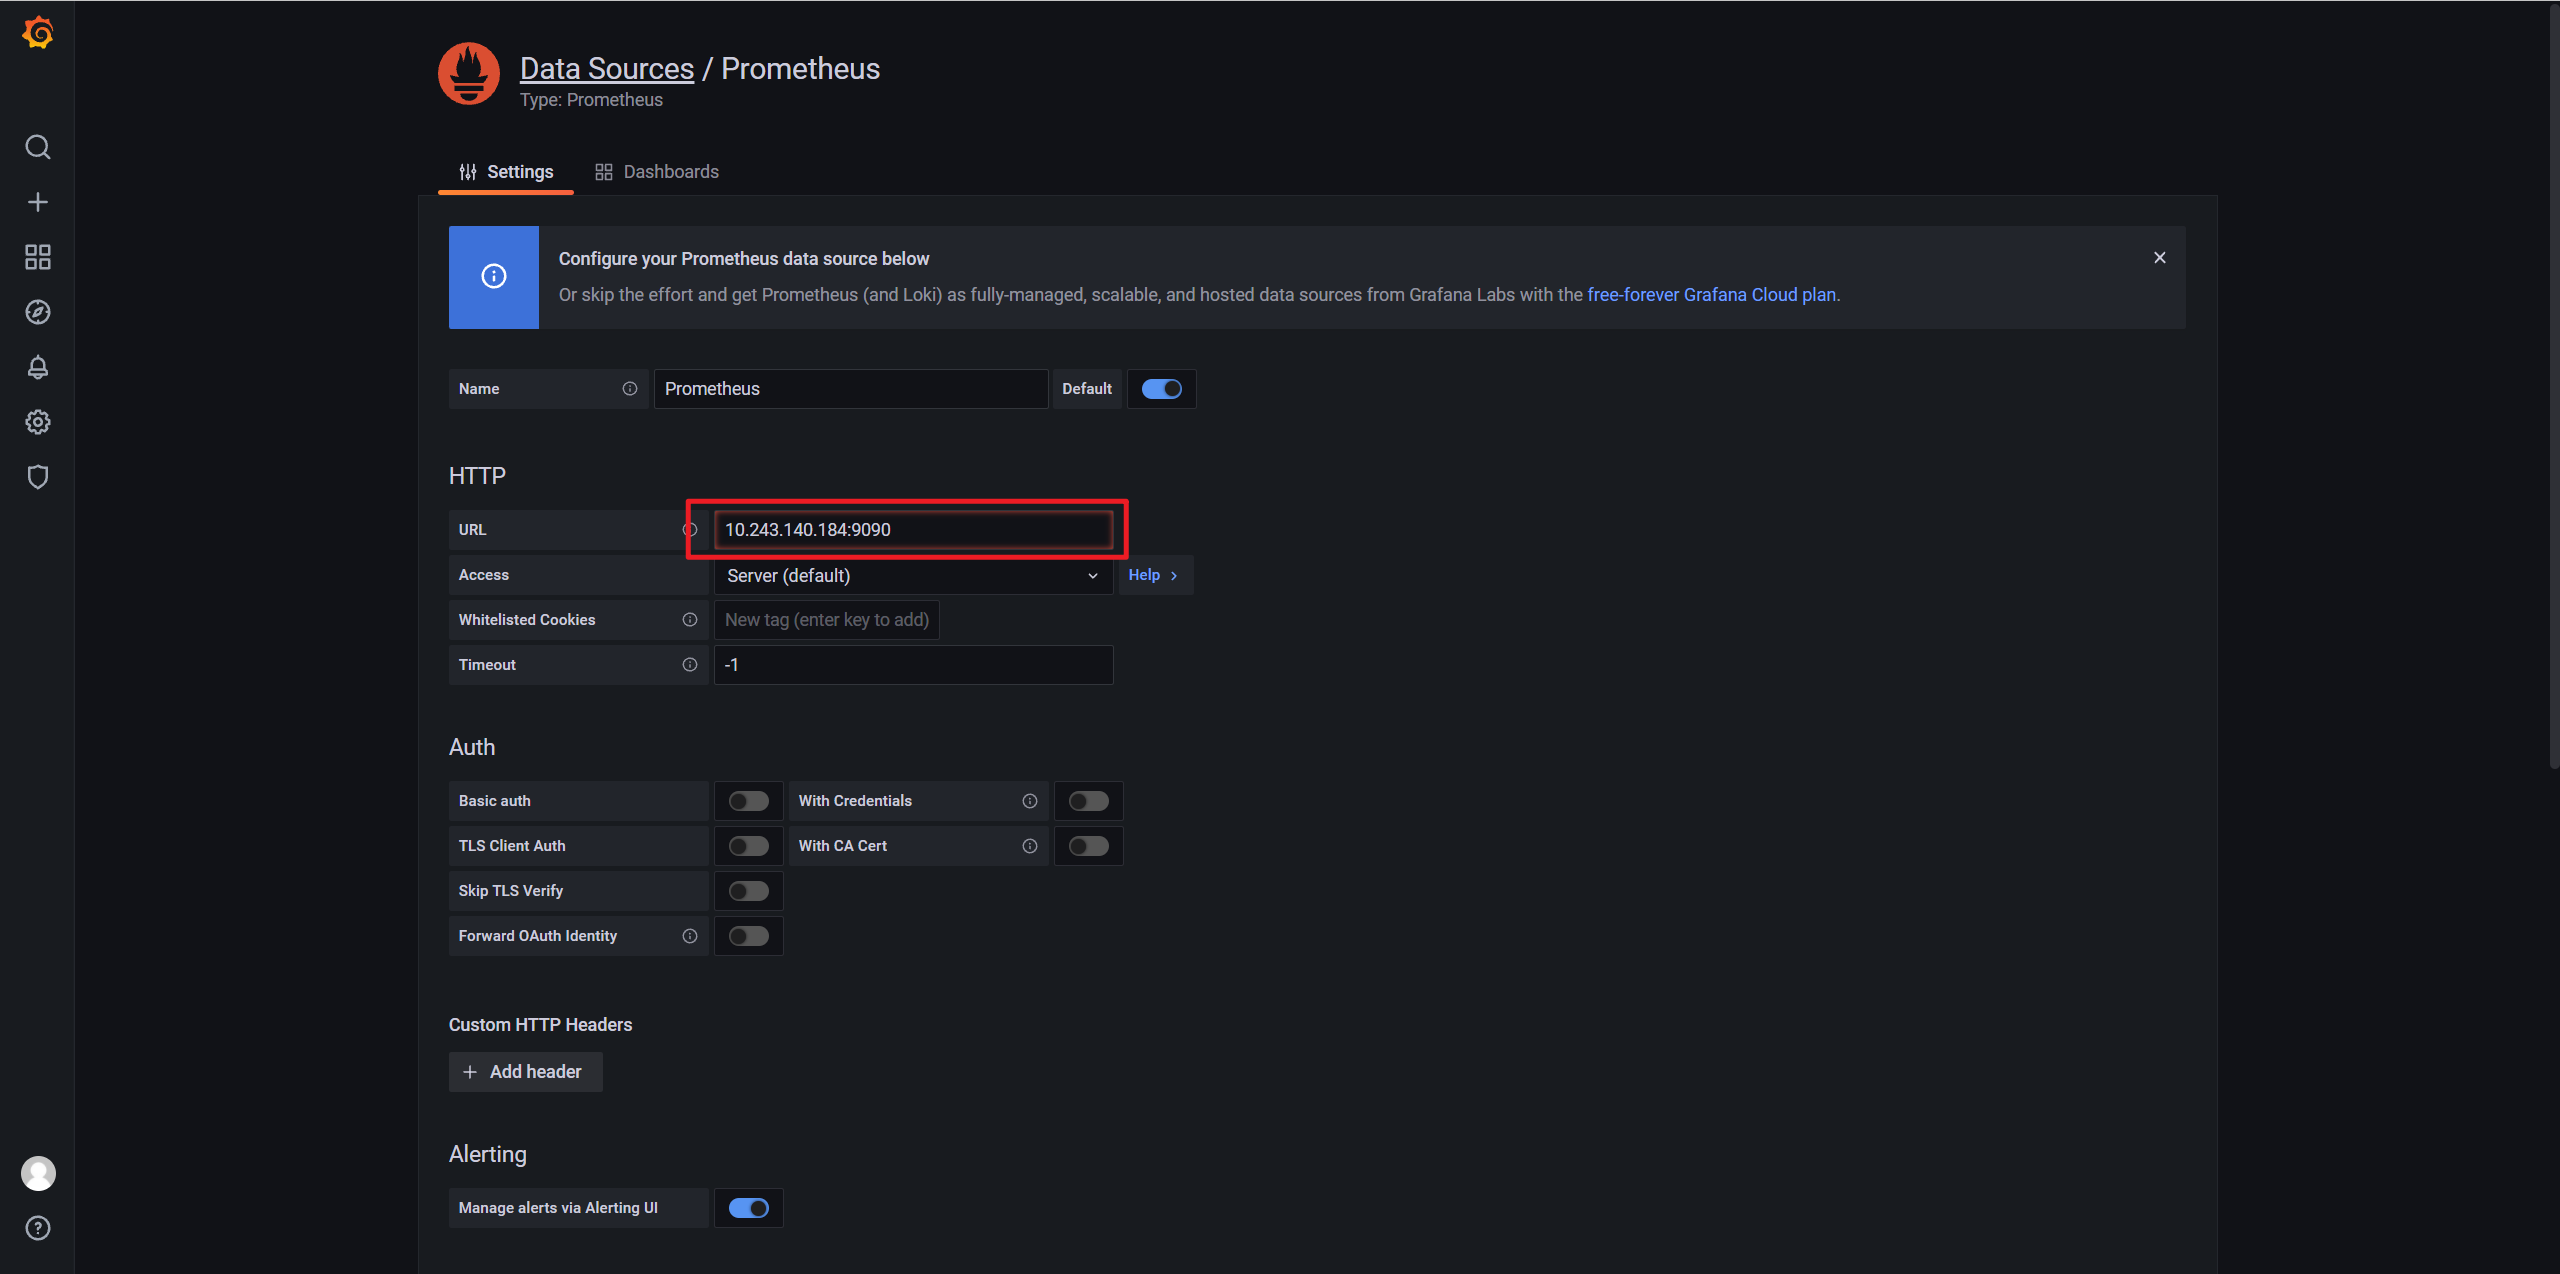 Data Sources / Prometheus
Type: Prometheus
Settings
Dashboards
Configure your Prometheus data source below
Or skip the effort and get Prometheus (and Loki) as fully-managed, scalable, and hosted data sources from Grafana Labs with the free-forever Grafana Cloud plan.
Name
Prometheus
Default
HTTP
URL
10.243.140.184:9090
Access
Server (default)
Help
Whitelisted Cookies
New tag (enter key to add)
Timeout
-1
Auth
Basic auth
With Credentials
TLS Client Auth
With CA Cert
Skip TLS Verify
Forward OAuth Identity
Custom HTTP Headers
Add header
Alerting
Manage alerts via Alerting UI